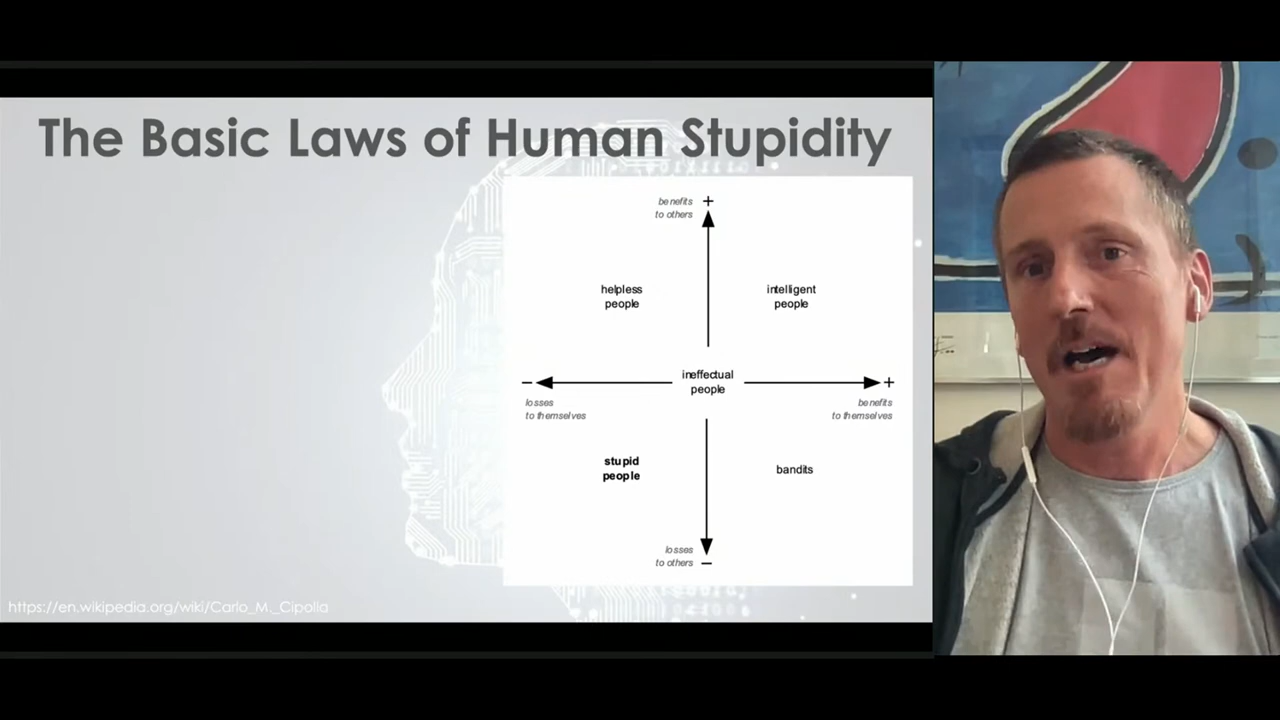 The Basic Laws of Human Stupidity
benefits
to others
+
helpless
people
intelligent
people
ineffectual
people
−
+
losses
to themselves
benefits
to themselves
stupid
people
bandits
losses
to others
−
https://en.wikipedia.org/wiki/Carlo_M._Cipolla